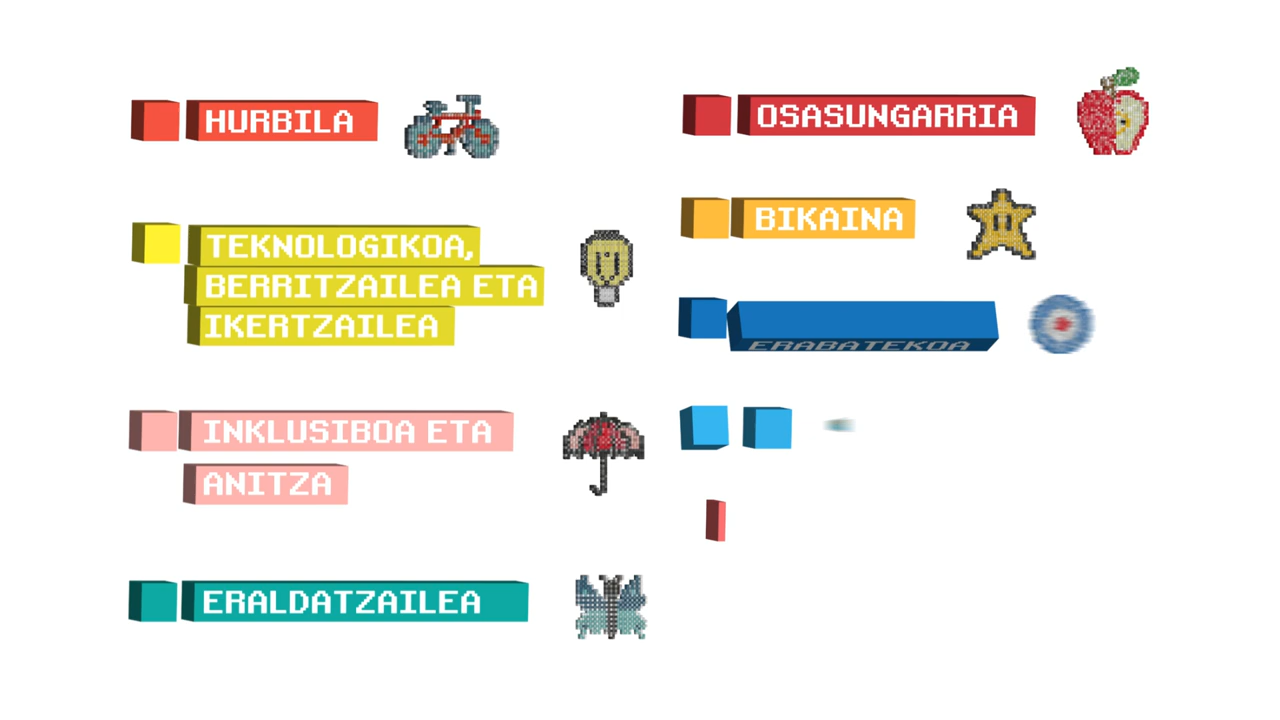 HURBILA
TEKNOLOGIKOA,
BERRITZAILEA ETA
IKERTZAILEA
INKLUSIBOA ETA
ANITZA
ERALDATZAILEA
OSASUNGARRIA
BIKAINA
ERABATEKOA